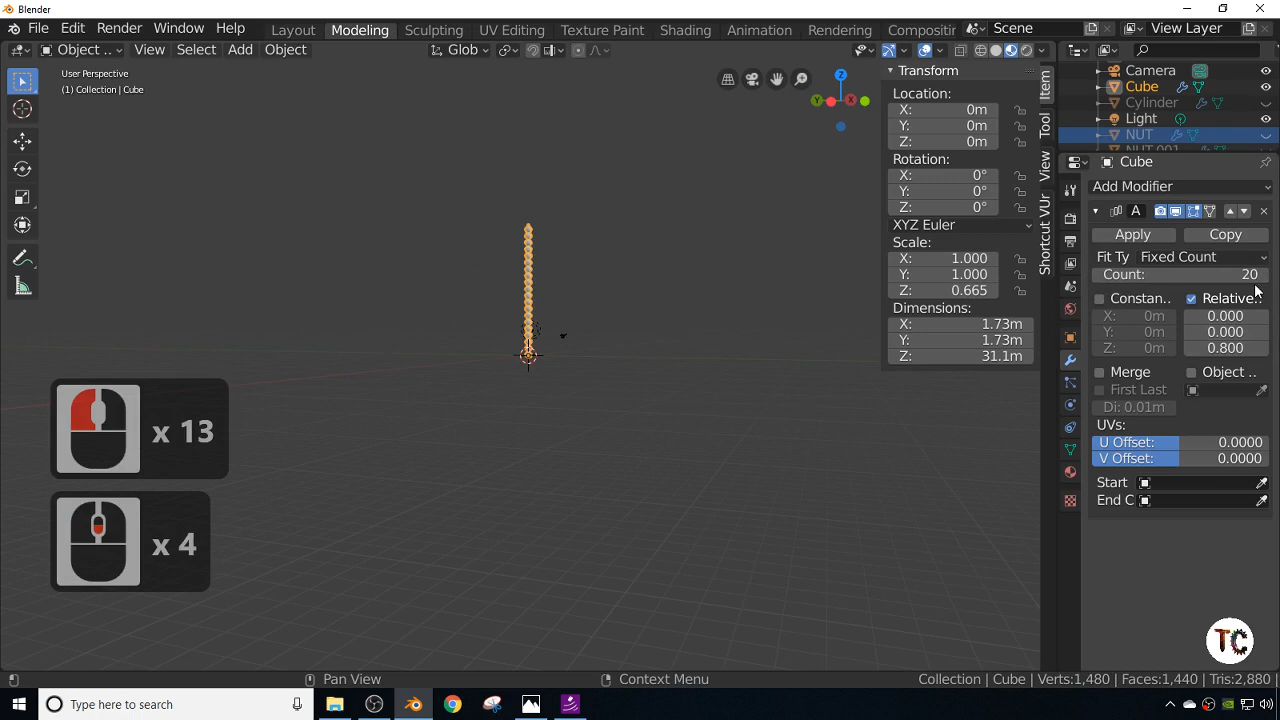 Blender
File Edit Render Window Help Layout Modeling Sculpting UV Editing Texture Paint Shading Animation Rendering Compositir Scene View Layer
Object .. View Select Add Object Glob
User Perspective
(1) Collection | Cube
Y X Z
Transform
Location:
X: 0m
Y: 0m
Z: 0m
Rotation:
X: 0°
Y: 0°
Z: 0°
XYZ Euler
Scale:
X: 1.000
Y: 1.000
Z: 0.665
Dimensions:
X: 1.73m
Y: 1.73m
Z: 31.1m
Item
Tool
View
Shortcut VUr
Camera
Cube
Cylinder
Light
NUT
NUT.001
Cube
Add Modifier
A
Apply Copy
Fit Ty Fixed Count
Count: 20
Constan.. Relative..
X: 0m 0.000
Y: 0m 0.000
Z: 0m 0.800
Merge Object ..
First Last
Di: 0.01m
UVs:
U Offset: 0.0000
V Offset: 0.0000
Start
End C
x 13
x 4
TC
Pan View Context Menu Collection | Cube | Verts:1,480 | Faces:1,440 | Tris:2,880 |
Type here to search